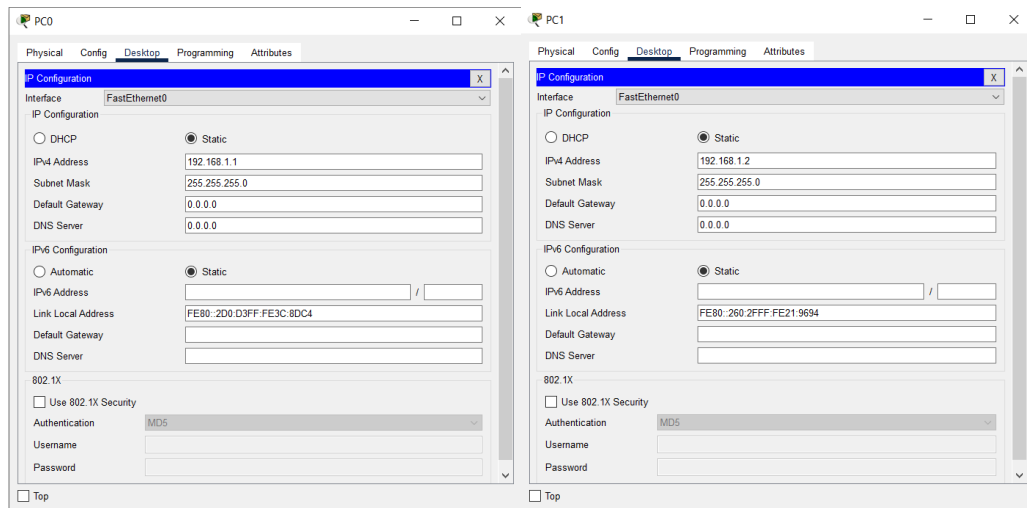 PC0
Physical Config Desktop Programming Attributes
IP Configuration X
Interface FastEthernet0
IP Configuration
DHCP Static
IPv4 Address 192.168.1.1
Subnet Mask 255.255.255.0
Default Gateway 0.0.0.0
DNS Server 0.0.0.0
IPv6 Configuration
Automatic Static
IPv6 Address /
Link Local Address FE80::2D0:D3FF:FE3C:8DC4
Default Gateway
DNS Server
802.1X
Use 802.1X Security
Authentication MD5
Username
Password
Top
PC1
Physical Config Desktop Programming Attributes
IP Configuration X
Interface FastEthernet0
IP Configuration
DHCP Static
IPv4 Address 192.168.1.2
Subnet Mask 255.255.255.0
Default Gateway 0.0.0.0
DNS Server 0.0.0.0
IPv6 Configuration
Automatic Static
IPv6 Address /
Link Local Address FE80::260:2FFF:FE21:9694
Default Gateway
DNS Server
802.1X
Use 802.1X Security
Authentication MD5
Username
Password
Top